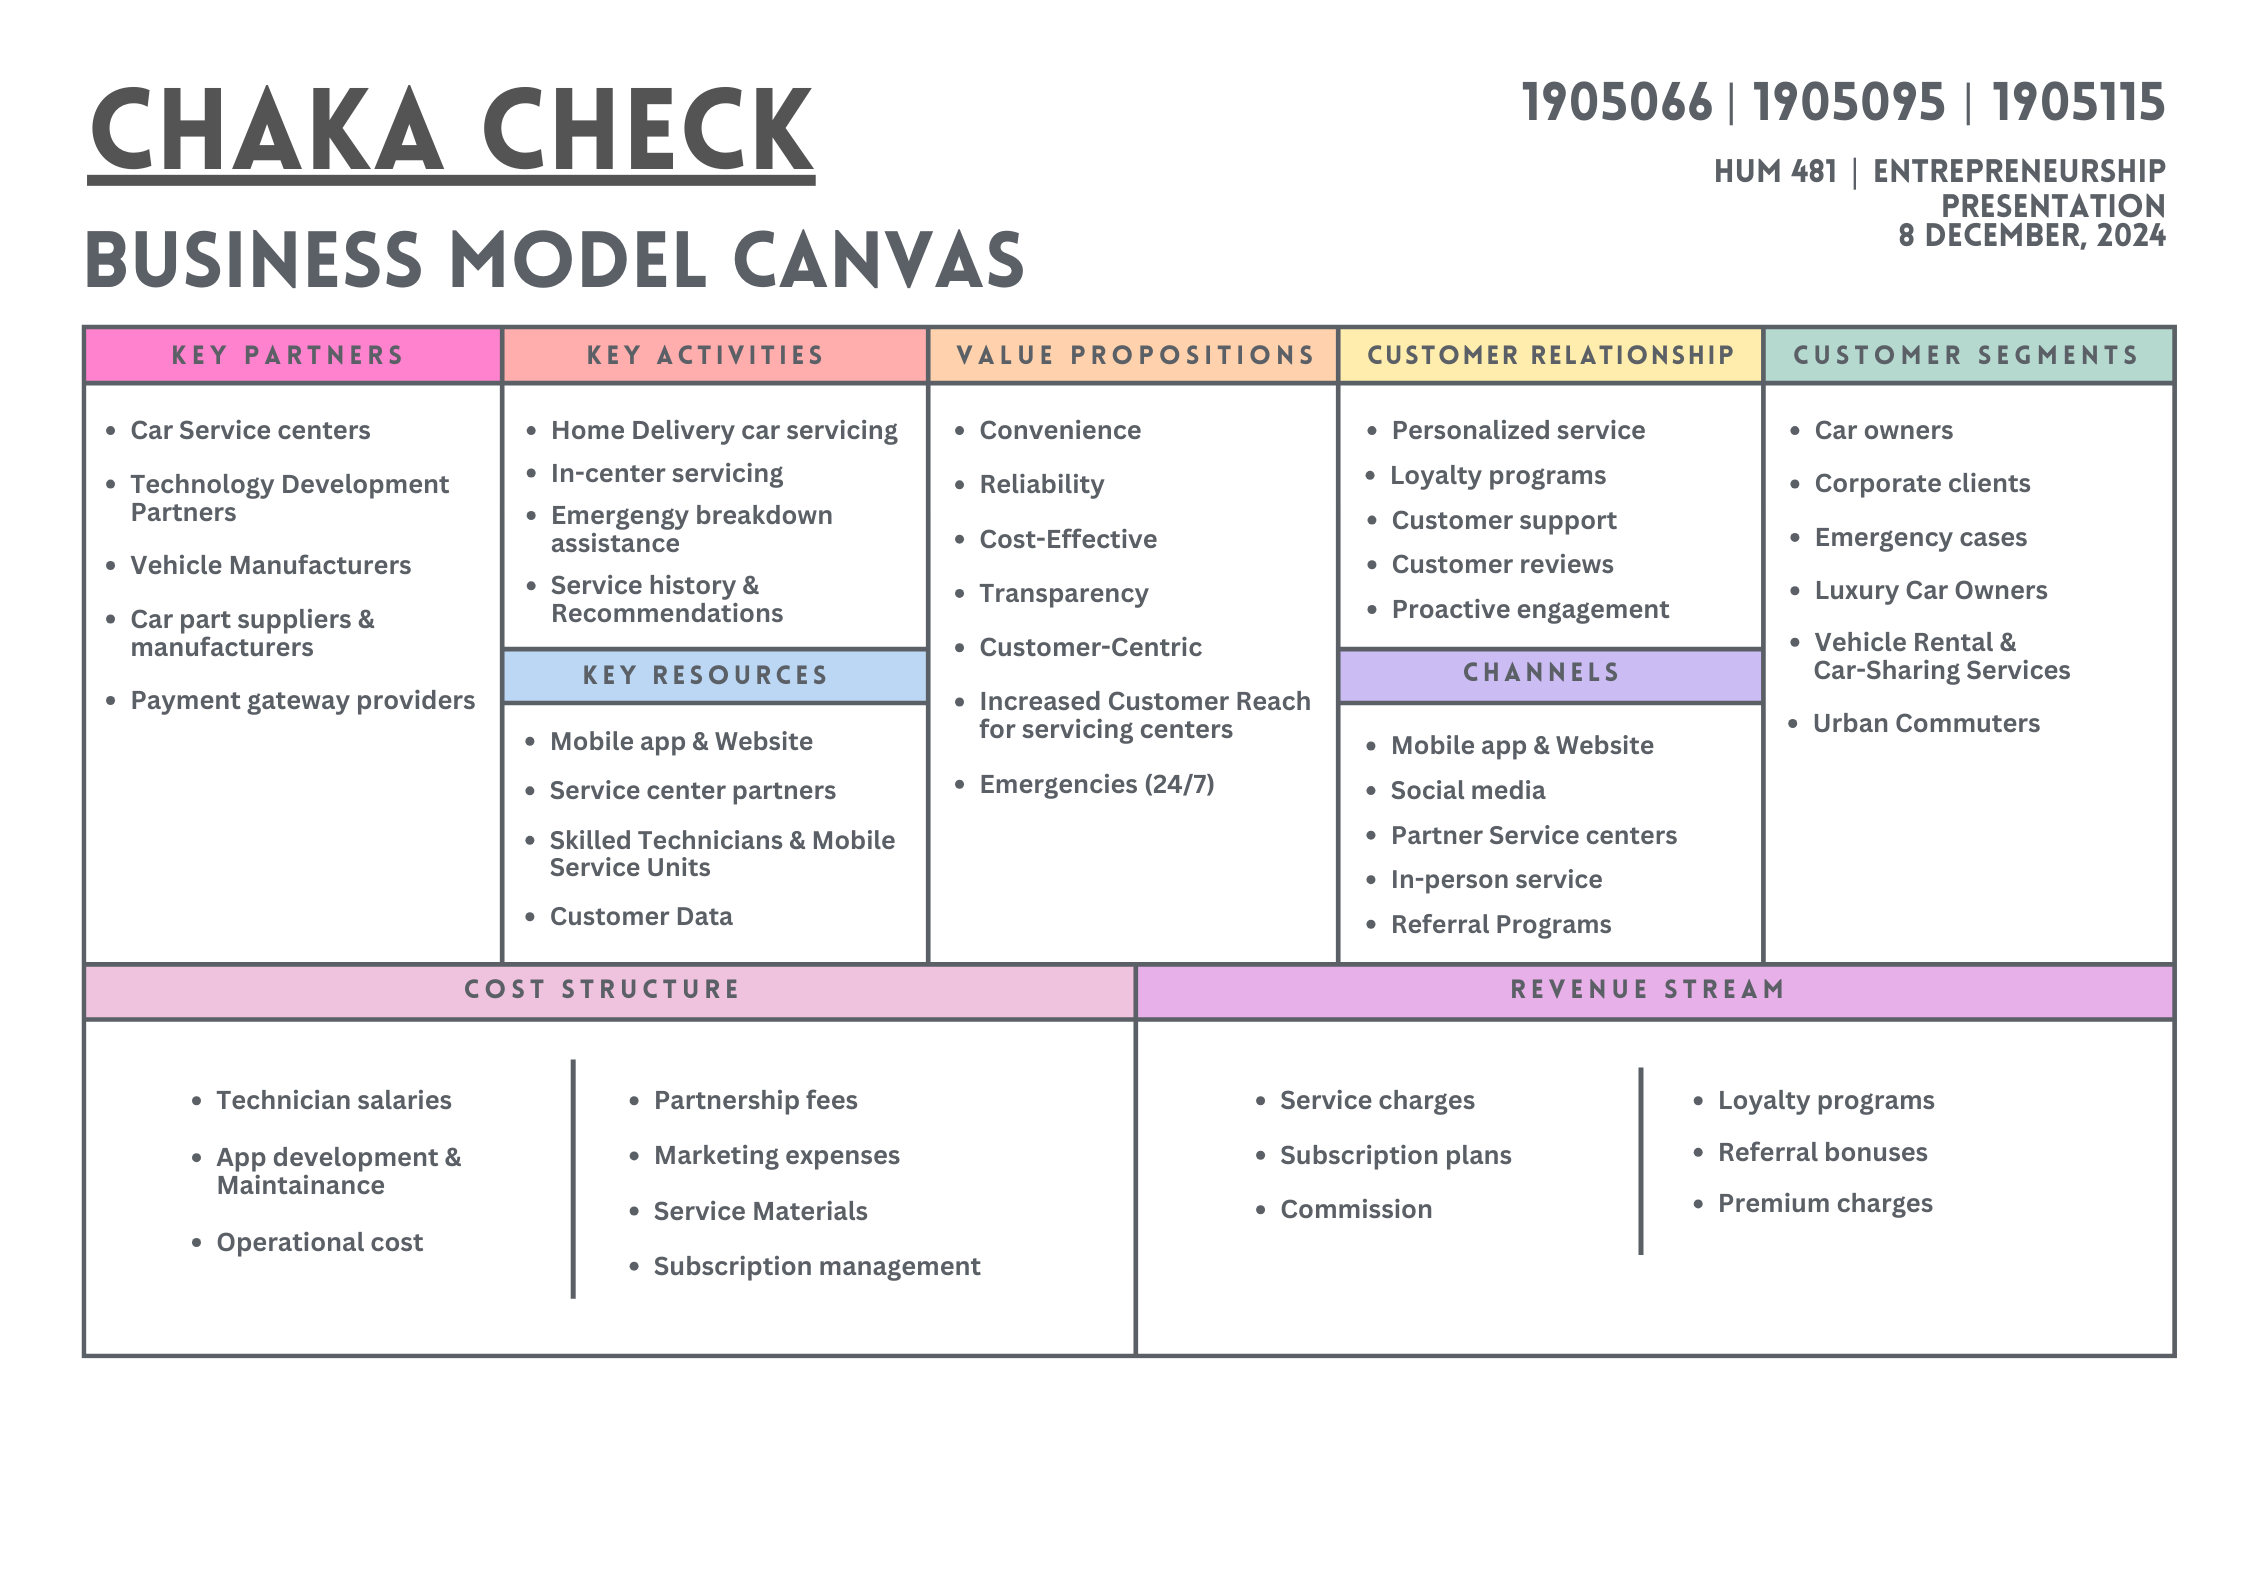 CHAKA CHECK
BUSINESS MODEL CANVAS
1905066 | 1905095 | 1905115
HUM 481 | ENTREPRENEURSHIP
PRESENTATION
8 DECEMBER, 2024
KEY PARTNERS
• Car Service centers
• Technology Development
Partners
• Vehicle Manufacturers
• Car part suppliers &
manufacturers
• Payment gateway providers
KEY ACTIVITIES
• Home Delivery car servicing
• In-center servicing
• Emergengy breakdown
assistance
• Service history &
Recommendations
KEY RESOURCES
• Mobile app & Website
• Service center partners
• Skilled Technicians & Mobile
Service Units
• Customer Data
VALUE PROPOSITIONS
• Convenience
• Reliability
• Cost-Effective
• Transparency
• Customer-Centric
• Increased Customer Reach
for servicing centers
• Emergencies (24/7)
CUSTOMER RELATIONSHIP
• Personalized service
• Loyalty programs
• Customer support
• Customer reviews
• Proactive engagement
CHANNELS
• Mobile app & Website
• Social media
• Partner Service centers
• In-person service
• Referral Programs
CUSTOMER SEGMENTS
• Car owners
• Corporate clients
• Emergency cases
• Luxury Car Owners
• Vehicle Rental &
Car-Sharing Services
• Urban Commuters
COST STRUCTURE
• Technician salaries
• App development &
Maintainance
• Operational cost
• Partnership fees
• Marketing expenses
• Service Materials
• Subscription management
REVENUE STREAM
• Service charges
• Subscription plans
• Commission
• Loyalty programs
• Referral bonuses
• Premium charges